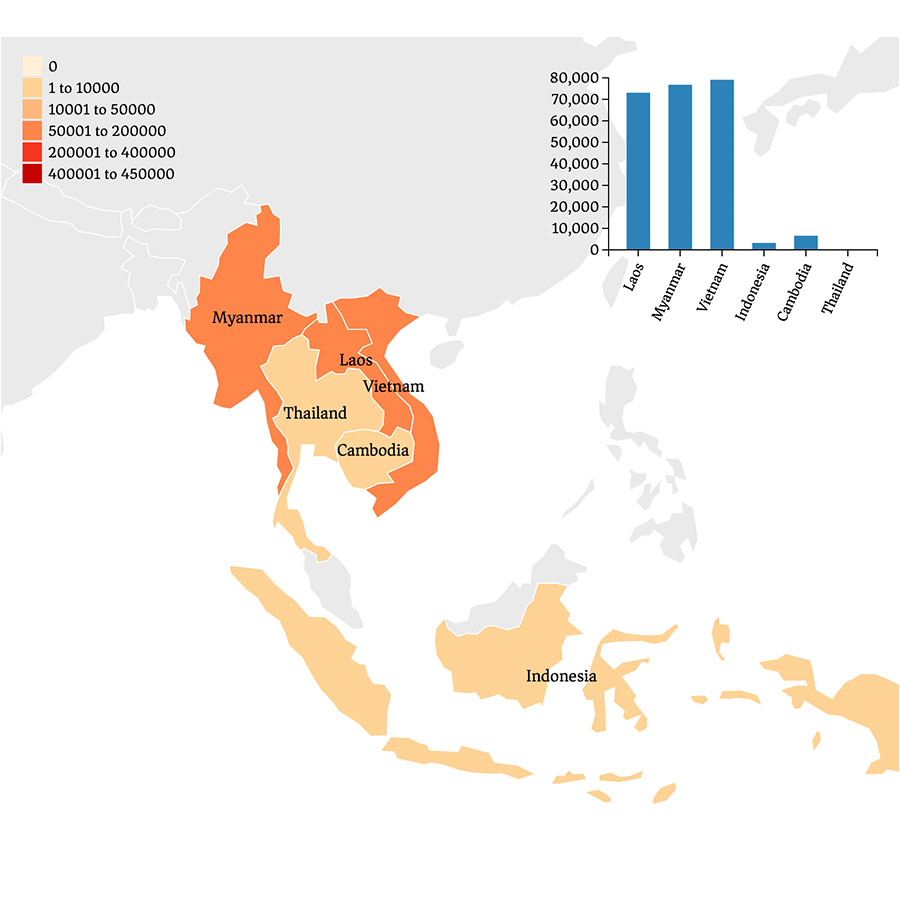 0
1 to 10000
10001 to 50000
50001 to 200000
200001 to 400000
400001 to 450000
80,000
70,000
60,000
50,000
40,000
30,000
20,000
10,000
0
Laos
Myanmar
Vietnam
Indonesia
Cambodia
Thailand
Myanmar
Laos
Vietnam
Thailand
Cambodia
Indonesia